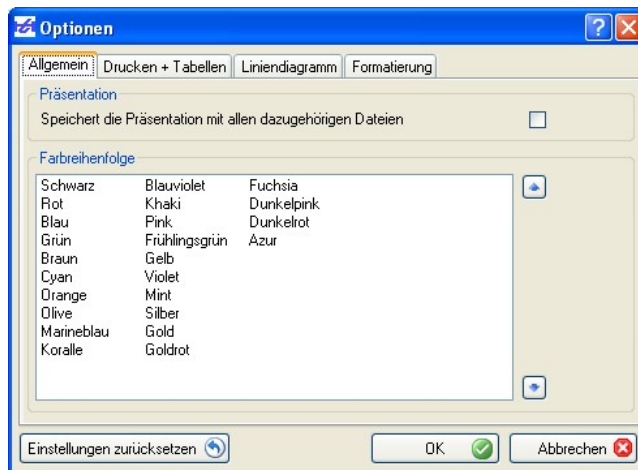 Optionen
Allgemein Drucken + Tabellen Liniendiagramm Formatierung
Präsentation
Speichert die Präsentation mit allen dazugehörigen Dateien
Farbreihenfolge
Schwarz Blauviolet Fuchsia
Rot Khaki Dunkelpink
Blau Pink Dunkelrot
Grün Frühlingsgrün Azur
Braun Gelb
Cyan Violet
Orange Mint
Olive Silber
Marineblau Gold
Koralle Goldrot
Einstellungen zurücksetzen OK Abbrechen